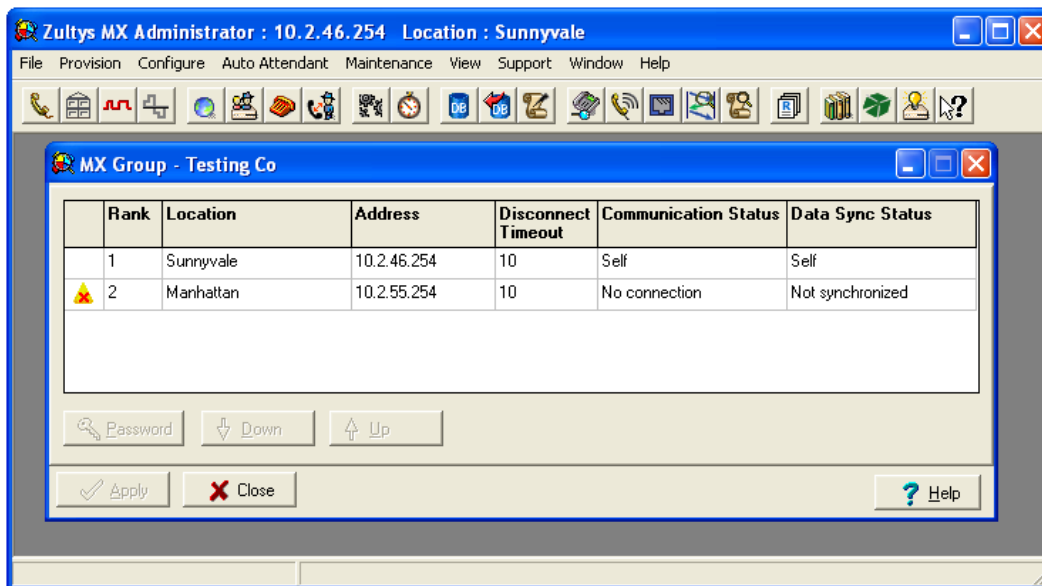 Zultys MX Administrator : 10.2.46.254 Location : Sunnyvale
File Provision Configure Auto Attendant Maintenance View Support Window Help
DB DB R ?
MX Group - Testing Co
Rank Location Address Disconnect Timeout Communication Status Data Sync Status
1 Sunnyvale 10.2.46.254 10 Self Self
2 Manhattan 10.2.55.254 10 No connection Not synchronized
Password Down Up
Apply Close ? Help